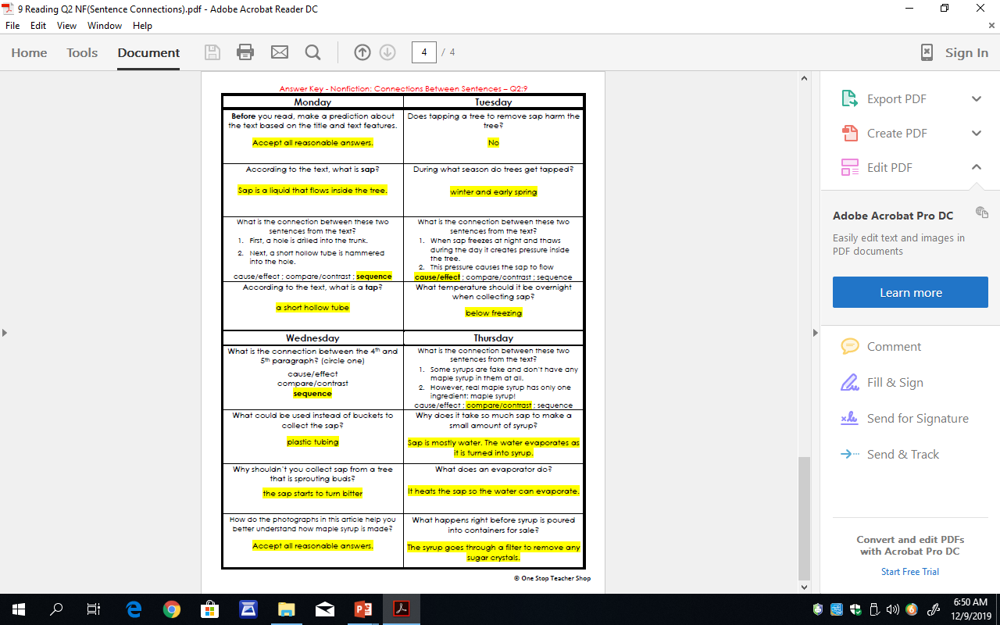 9 Reading Q2 NF(Sentence Connections).pdf - Adobe Acrobat Reader DC
File Edit View Window Help
Home Tools Document 4 / 4 Sign In
Answer Key - Nonfiction: Connections Between Sentences – Q2:9
Monday
Before you read, make a prediction about
the text based on the title and text features.
Accept all reasonable answers.
According to the text, what is sap?
Sap is a liquid that flows inside the tree.
What is the connection between these two
sentences from the text?
1. First, a hole is drilled into the trunk.
2. Next, a short hollow tube is hammered
into the hole.
cause/effect ; compare/contrast ; sequence
According to the text, what is a tap?
a short hollow tube
Tuesday
Does tapping a tree to remove sap harm the
tree?
No
During what season do trees get tapped?
winter and early spring
What is the connection between these two
sentences from the text?
1. When sap freezes at night and thaws
during the day it creates pressure inside
the tree.
2. This pressure causes the sap to flow
cause/effect ; compare/contrast ; sequence
What temperature should it be overnight
when collecting sap?
below freezing
Wednesday
What is the connection between the 4th and
5th paragraph? (circle one)
cause/effect
compare/contrast
sequence
What could be used instead of buckets to
collect the sap?
plastic tubing
Why shouldn't you collect sap from a tree
that is sprouting buds?
the sap starts to turn bitter
How do the photographs in this article help you
better understand how maple syrup is made?
Accept all reasonable answers.
Thursday
What is the connection between these two
sentences from the text?
1. Some syrups are fake and don't have any
maple syrup in them at all.
2. However, real maple syrup has only one
ingredient: maple syrup!
cause/effect ; compare/contrast ; sequence
Why does it take so much sap to make a
small amount of syrup?
Sap is mostly water. The water evaporates as
it is turned into syrup.
What does an evaporator do?
It heats the sap so the water can evaporate.
What happens right before syrup is poured
into containers for sale?
The syrup goes through a filter to remove any
sugar crystals.
© One Stop Teacher Shop
Export PDF
Create PDF
Edit PDF
Adobe Acrobat Pro DC
Easily edit text and images in
PDF documents
Learn more
Comment
Fill & Sign
Send for Signature
Send & Track
Convert and edit PDFs
with Acrobat Pro DC
Start Free Trial
6:50 AM
12/9/2019